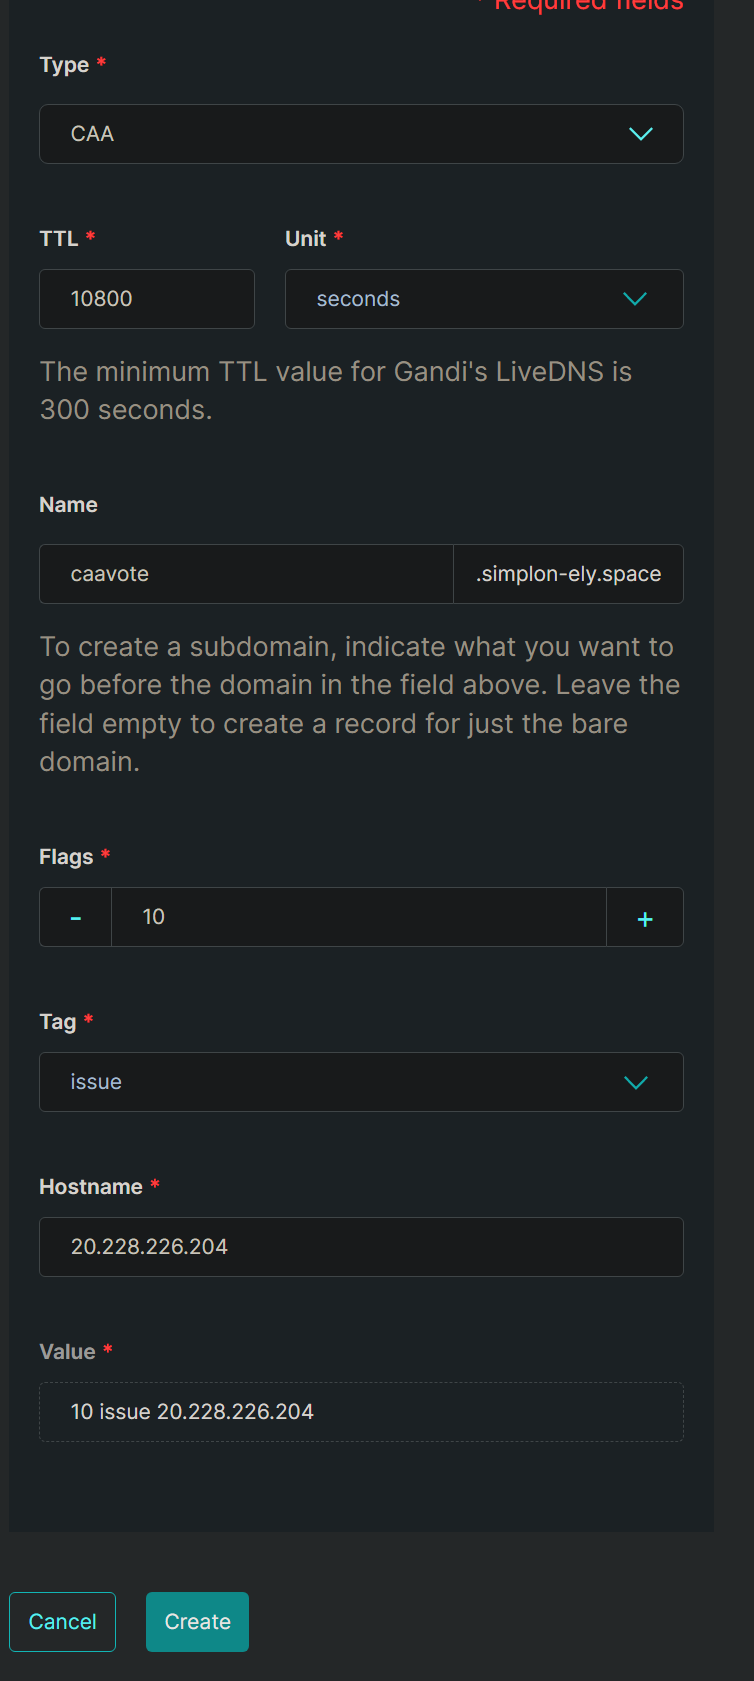 * Required fields
Type *
CAA
TTL *
Unit *
10800
seconds
The minimum TTL value for Gandi's LiveDNS is
300 seconds.
Name
caavote
.simplon-ely.space
To create a subdomain, indicate what you want to
go before the domain in the field above. Leave the
field empty to create a record for just the bare
domain.
Flags *
-
10
+
Tag *
issue
Hostname *
20.228.226.204
Value *
10 issue 20.228.226.204
Cancel
Create